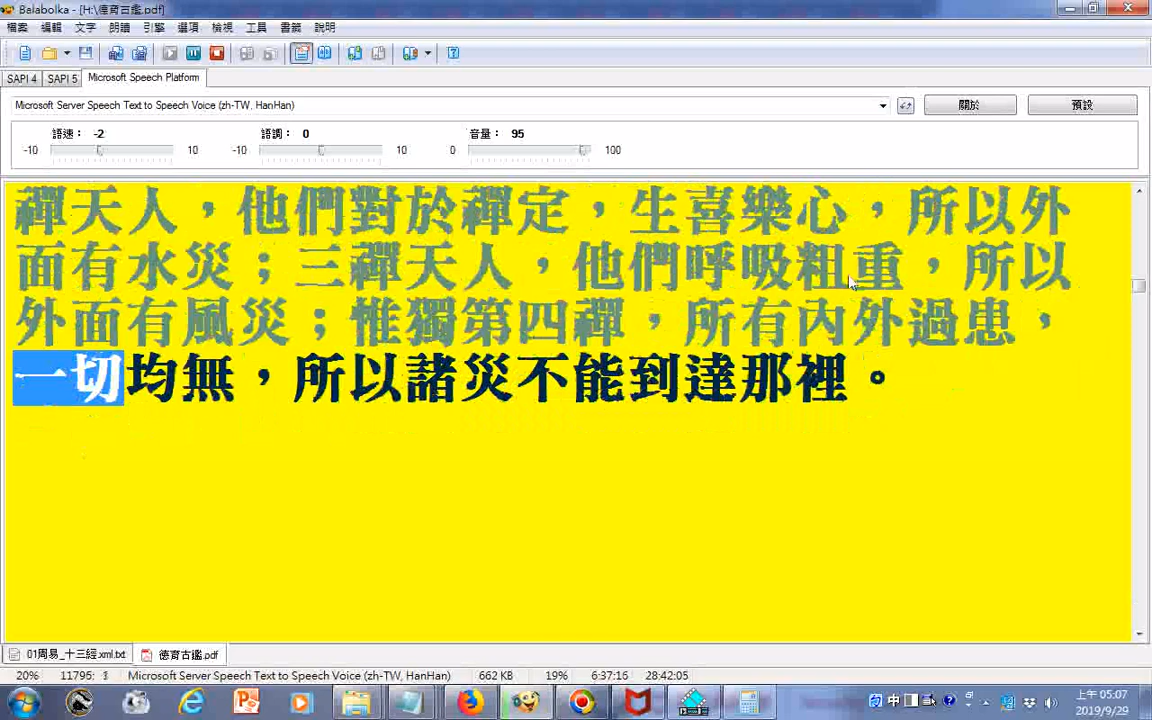 Balabolka - [H:\德育古鑑.pdf]
檔案 編輯 文字 朗讀 引擎 選項 檢視 工具 書籤 說明
SAPI 4 SAPI 5 Microsoft Speech Platform
Microsoft Server Speech Text to Speech Voice (zh-TW, HanHan) 關於 預設
語速： -2 語調： 0 音量： 95
-10 10 -10 10 0 100
禪天人，他們對於禪定，生喜樂心，所以外
面有水災；三禪天人，他們呼吸粗重，所以
外面有風災；惟獨第四禪，所有內外過患，
一切均無，所以諸災不能到達那裡。
01周易_十三經.xml.txt 德育古鑑.pdf
20% 11795: 1 Microsoft Server Speech Text to Speech Voice (zh-TW, HanHan) 662 KB 19% 6:37:16 28:42:05
中 上午 05:07
2019/9/29